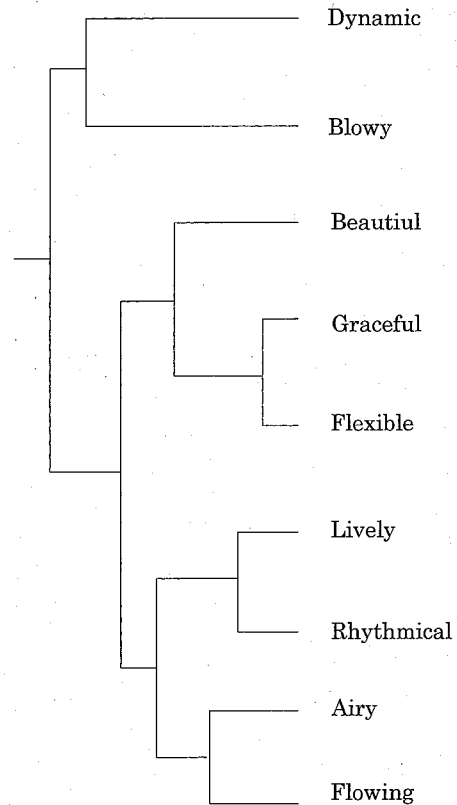 Dynamic
Blowy
Beautiul
Graceful
Flexible
Lively
Rhythmical
Airy
Flowing